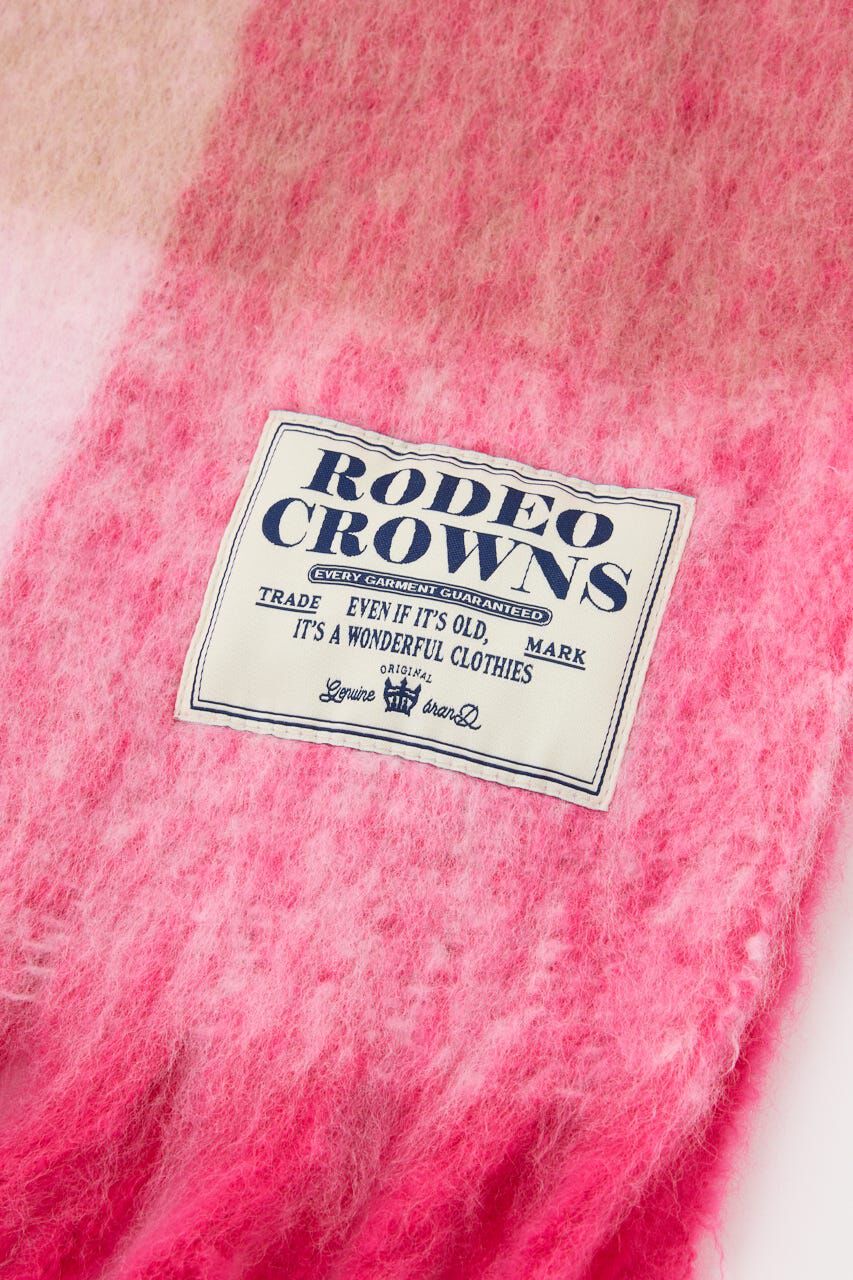 RODEO
CROWNS
EVERY GARMENT GUARANTEED
TRADE EVEN IF IT'S OLD,
IT'S A WONDERFUL CLOTHIES MARK
ORIGINAL
Genuine branD